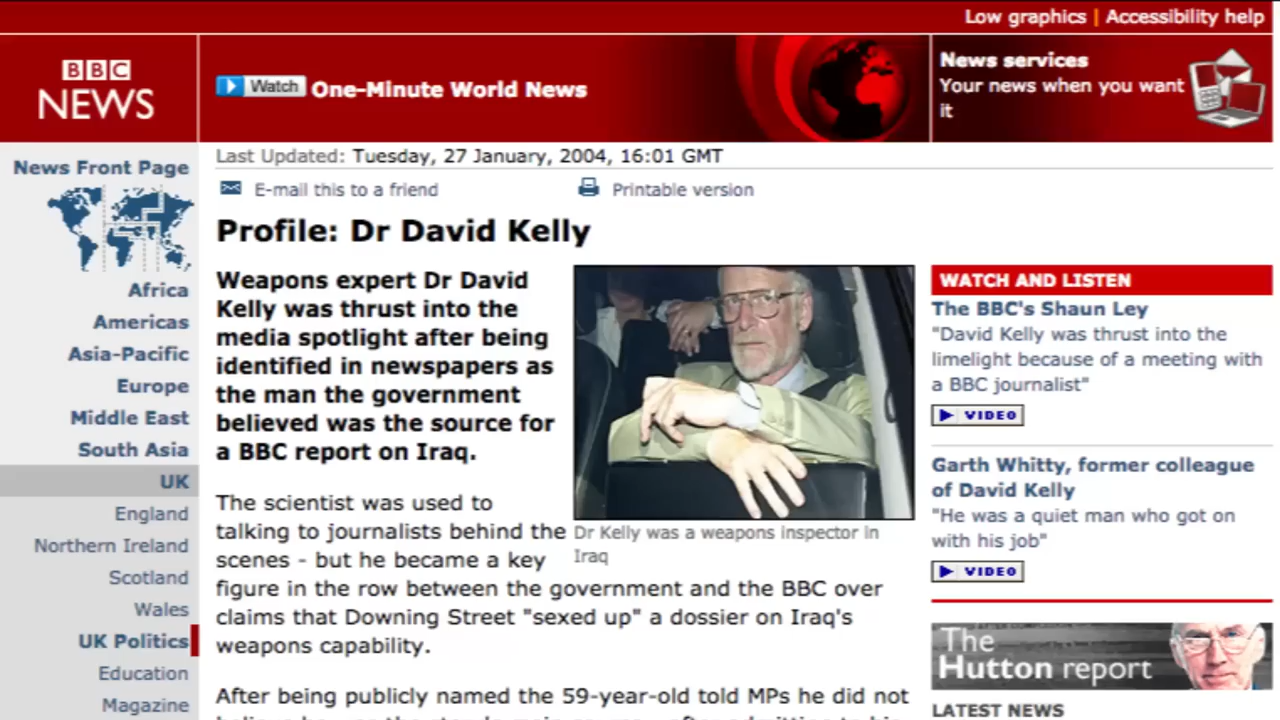 Low graphics | Accessibility help
BBC
NEWS
Watch One-Minute World News
News services
Your news when you want
it
Last Updated: Tuesday, 27 January, 2004, 16:01 GMT
E-mail this to a friend
Printable version
News Front Page
Africa
Americas
Asia-Pacific
Europe
Middle East
South Asia
UK
England
Northern Ireland
Scotland
Wales
UK Politics
Education
Magazine
Profile: Dr David Kelly
Weapons expert Dr David
Kelly was thrust into the
media spotlight after being
identified in newspapers as
the man the government
believed was the source for
a BBC report on Iraq.
Dr Kelly was a weapons inspector in
Iraq
The scientist was used to
talking to journalists behind the
scenes - but he became a key
figure in the row between the government and the BBC over
claims that Downing Street "sexed up" a dossier on Iraq's
weapons capability.
After being publicly named the 59-year-old told MPs he did not
WATCH AND LISTEN
The BBC's Shaun Ley
"David Kelly was thrust into the
limelight because of a meeting with
a BBC journalist"
VIDEO
Garth Whitty, former colleague
of David Kelly
"He was a quiet man who got on
with his job"
VIDEO
The
Hutton report
LATEST NEWS